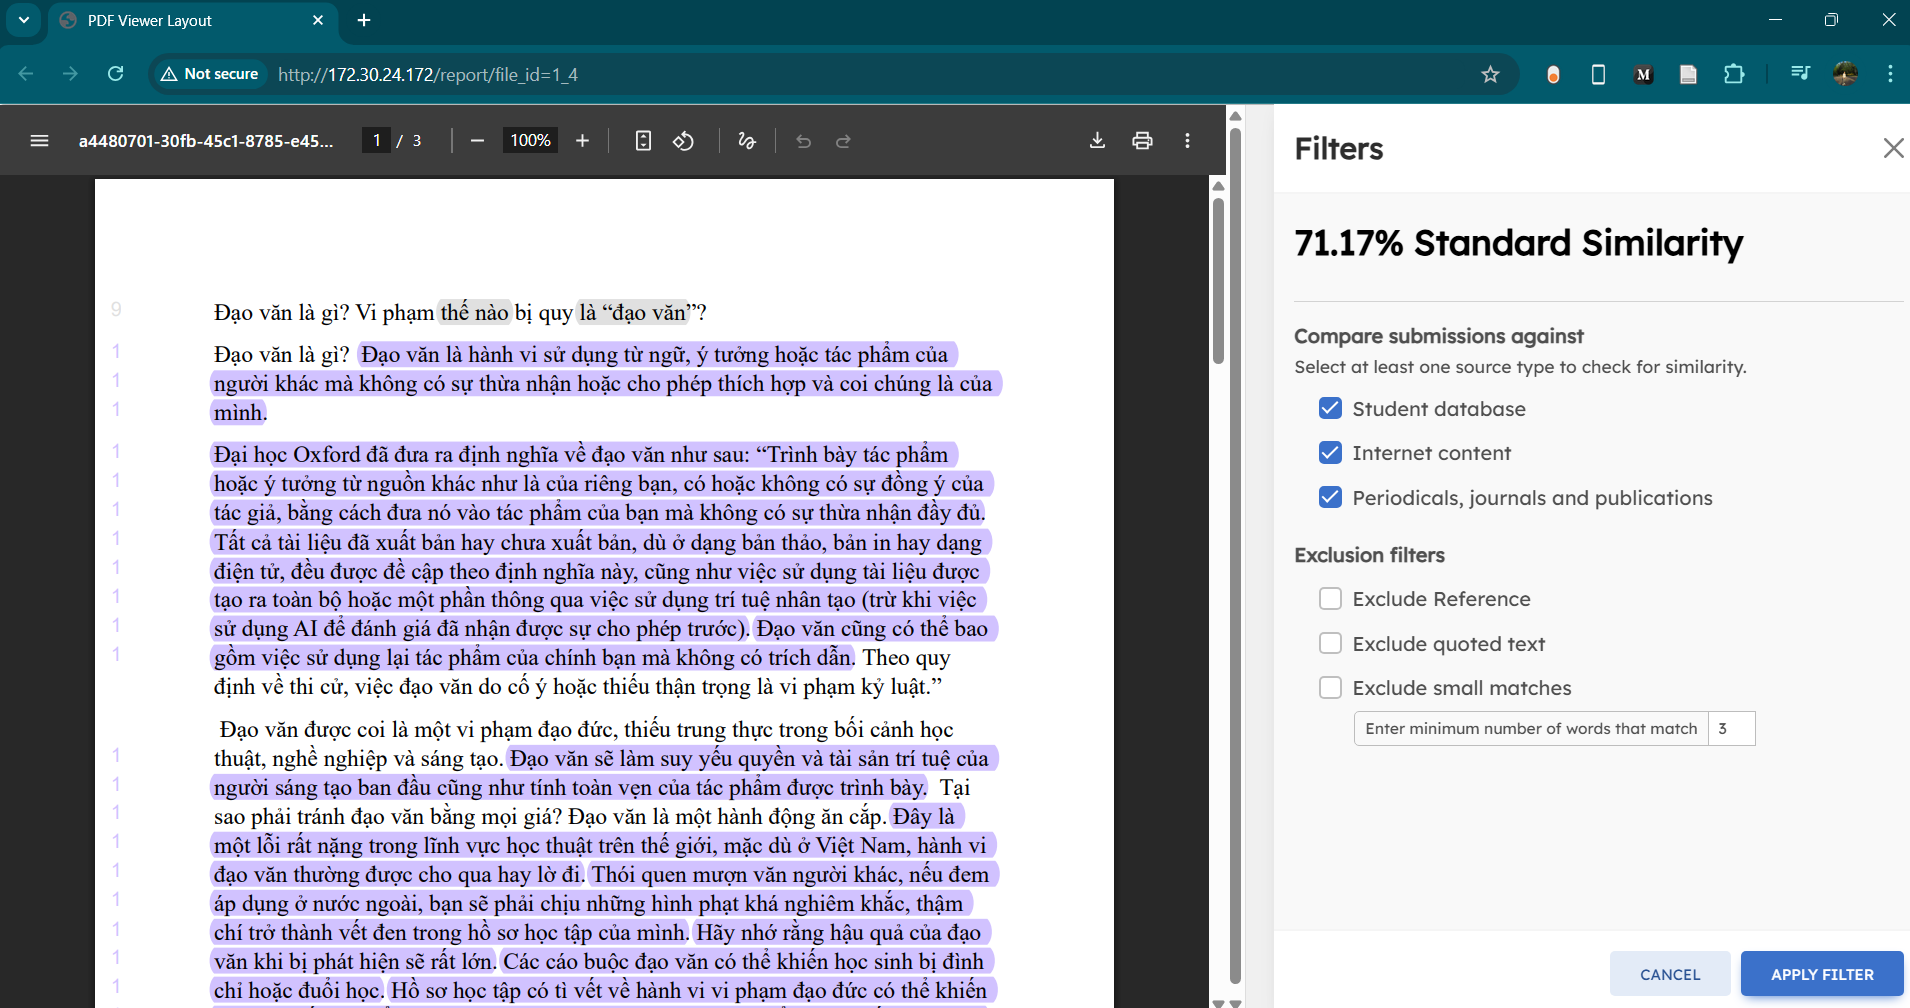 PDF Viewer Layout
Not secure
http://172.30.24.172/report/file_id=1_4
M
a4480701-30fb-45c1-8785-e45...
1 / 3
100%
9
Đạo văn là gì? Vi phạm thế nào bị quy là “đạo văn”?
1
Đạo văn là gì? Đạo văn là hành vi sử dụng từ ngữ, ý tưởng hoặc tác phẩm của
1
người khác mà không có sự thừa nhận hoặc cho phép thích hợp và coi chúng là của
1
mình.
1
Đại học Oxford đã đưa ra định nghĩa về đạo văn như sau: “Trình bày tác phẩm
1
hoặc ý tưởng từ nguồn khác như là của riêng bạn, có hoặc không có sự đồng ý của
1
tác giả, bằng cách đưa nó vào tác phẩm của bạn mà không có sự thừa nhận đầy đủ.
1
Tất cả tài liệu đã xuất bản hay chưa xuất bản, dù ở dạng bản thảo, bản in hay dạng
1
điện tử, đều được đề cập theo định nghĩa này, cũng như việc sử dụng tài liệu được
1
tạo ra toàn bộ hoặc một phần thông qua việc sử dụng trí tuệ nhân tạo (trừ khi việc
1
sử dụng AI để đánh giá đã nhận được sự cho phép trước). Đạo văn cũng có thể bao
1
gồm việc sử dụng lại tác phẩm của chính bạn mà không có trích dẫn. Theo quy
định về thi cử, việc đạo văn do cố ý hoặc thiếu thận trọng là vi phạm kỷ luật.”
Đạo văn được coi là một vi phạm đạo đức, thiếu trung thực trong bối cảnh học
1
thuật, nghề nghiệp và sáng tạo. Đạo văn sẽ làm suy yếu quyền và tài sản trí tuệ của
1
người sáng tạo ban đầu cũng như tính toàn vẹn của tác phẩm được trình bày. Tại
1
sao phải tránh đạo văn bằng mọi giá? Đạo văn là một hành động ăn cắp. Đây là
1
một lỗi rất nặng trong lĩnh vực học thuật trên thế giới, mặc dù ở Việt Nam, hành vi
1
đạo văn thường được cho qua hay lờ đi. Thói quen mượn văn người khác, nếu đem
1
áp dụng ở nước ngoài, bạn sẽ phải chịu những hình phạt khá nghiêm khắc, thậm
1
chí trở thành vết đen trong hồ sơ học tập của mình. Hãy nhớ rằng hậu quả của đạo
1
văn khi bị phát hiện sẽ rất lớn. Các cáo buộc đạo văn có thể khiến học sinh bị đình
1
chỉ hoặc đuổi học. Hồ sơ học tập có tì vết về hành vi vi phạm đạo đức có thể khiến
Filters
71.17% Standard Similarity
Compare submissions against
Select at least one source type to check for similarity.
Student database
Internet content
Periodicals, journals and publications
Exclusion filters
Exclude Reference
Exclude quoted text
Exclude small matches
Enter minimum number of words that match 3
CANCEL
APPLY FILTER